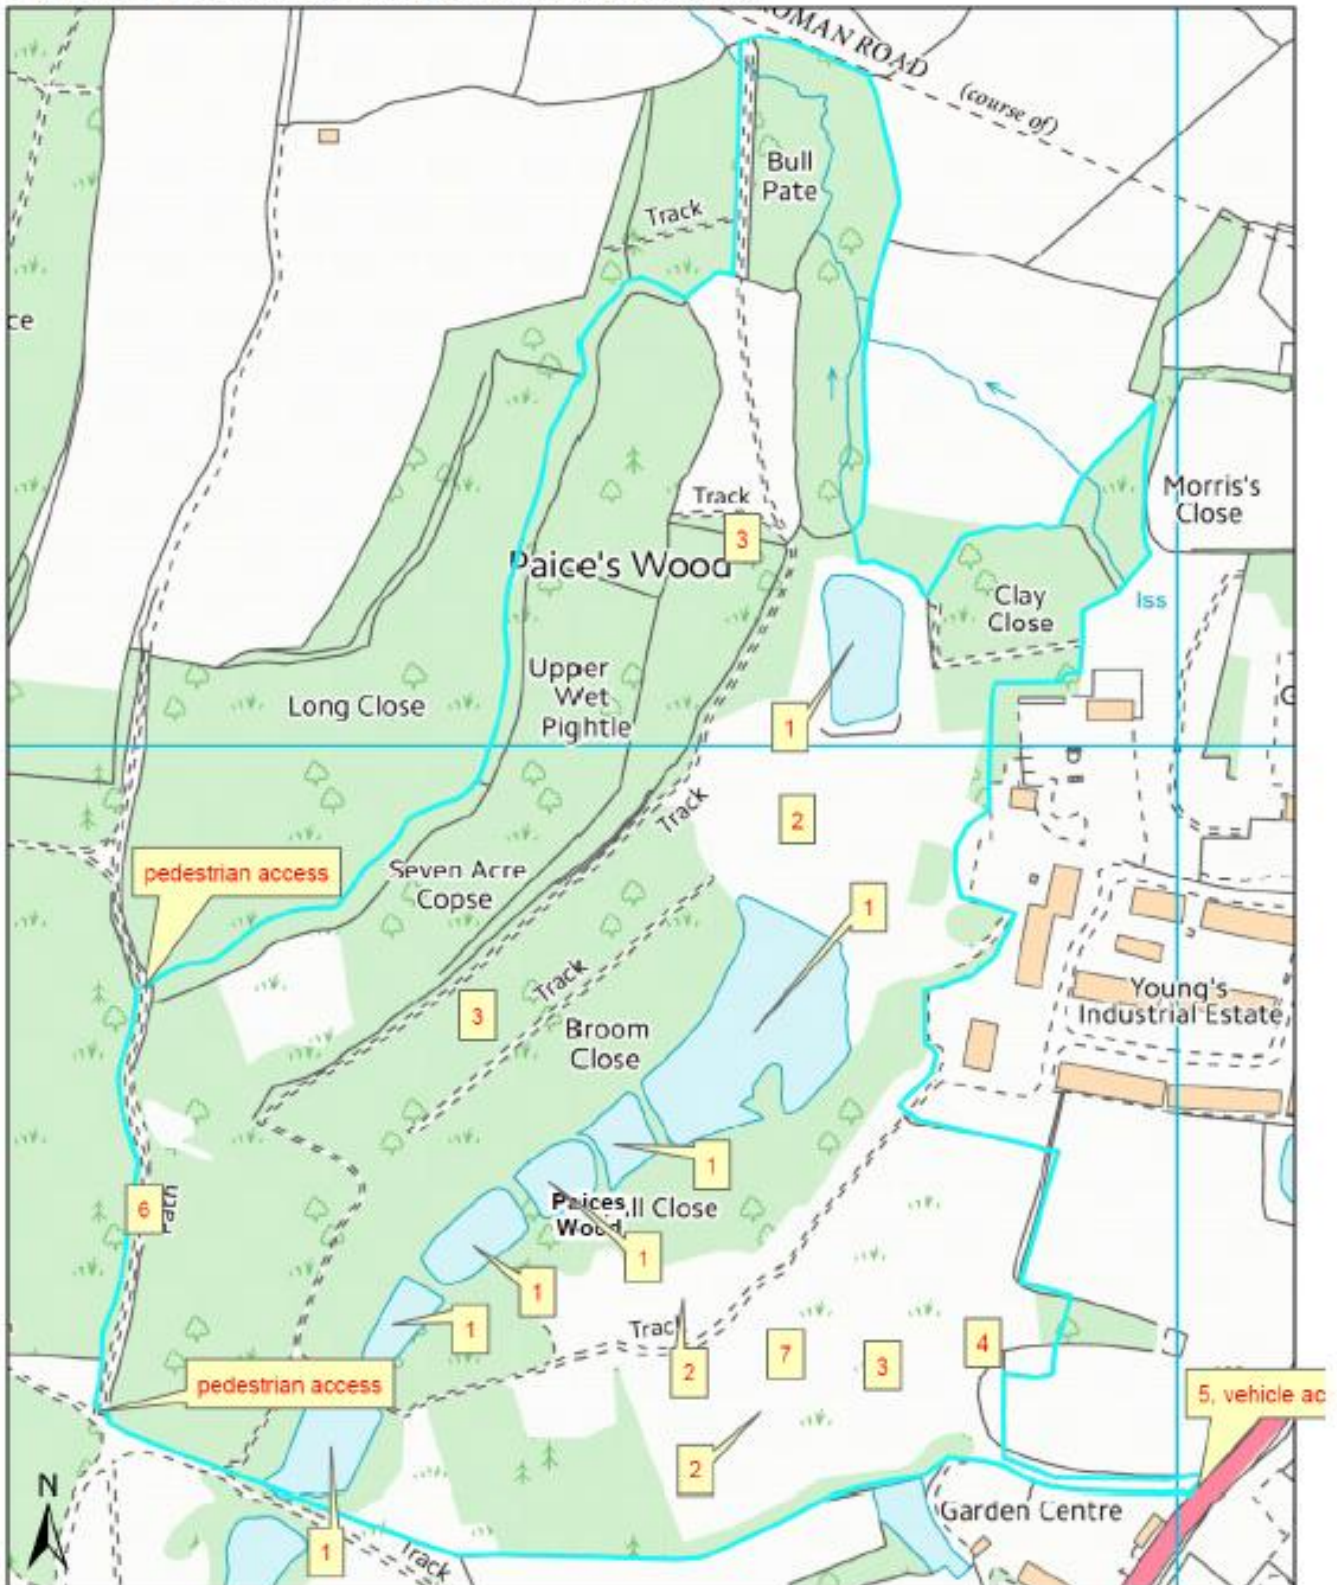 ROMAN ROAD
(course of)
Bull
Pate
Track
ce
Track
3
Paice's Wood
Morris's
Close
Iss
Clay
Close
Upper
Wet
Pightle
Long Close
1
G
2
Track
pedestrian access
Seven Acre
Copse
1
Track
3
Broom
Close
Young's
Industrial Estate
1
6
Path
Paices
Wood
ll Close
1
1
1
Track
2
7
3
4
pedestrian access
5, vehicle ac
2
N
Garden Centre
1
Track